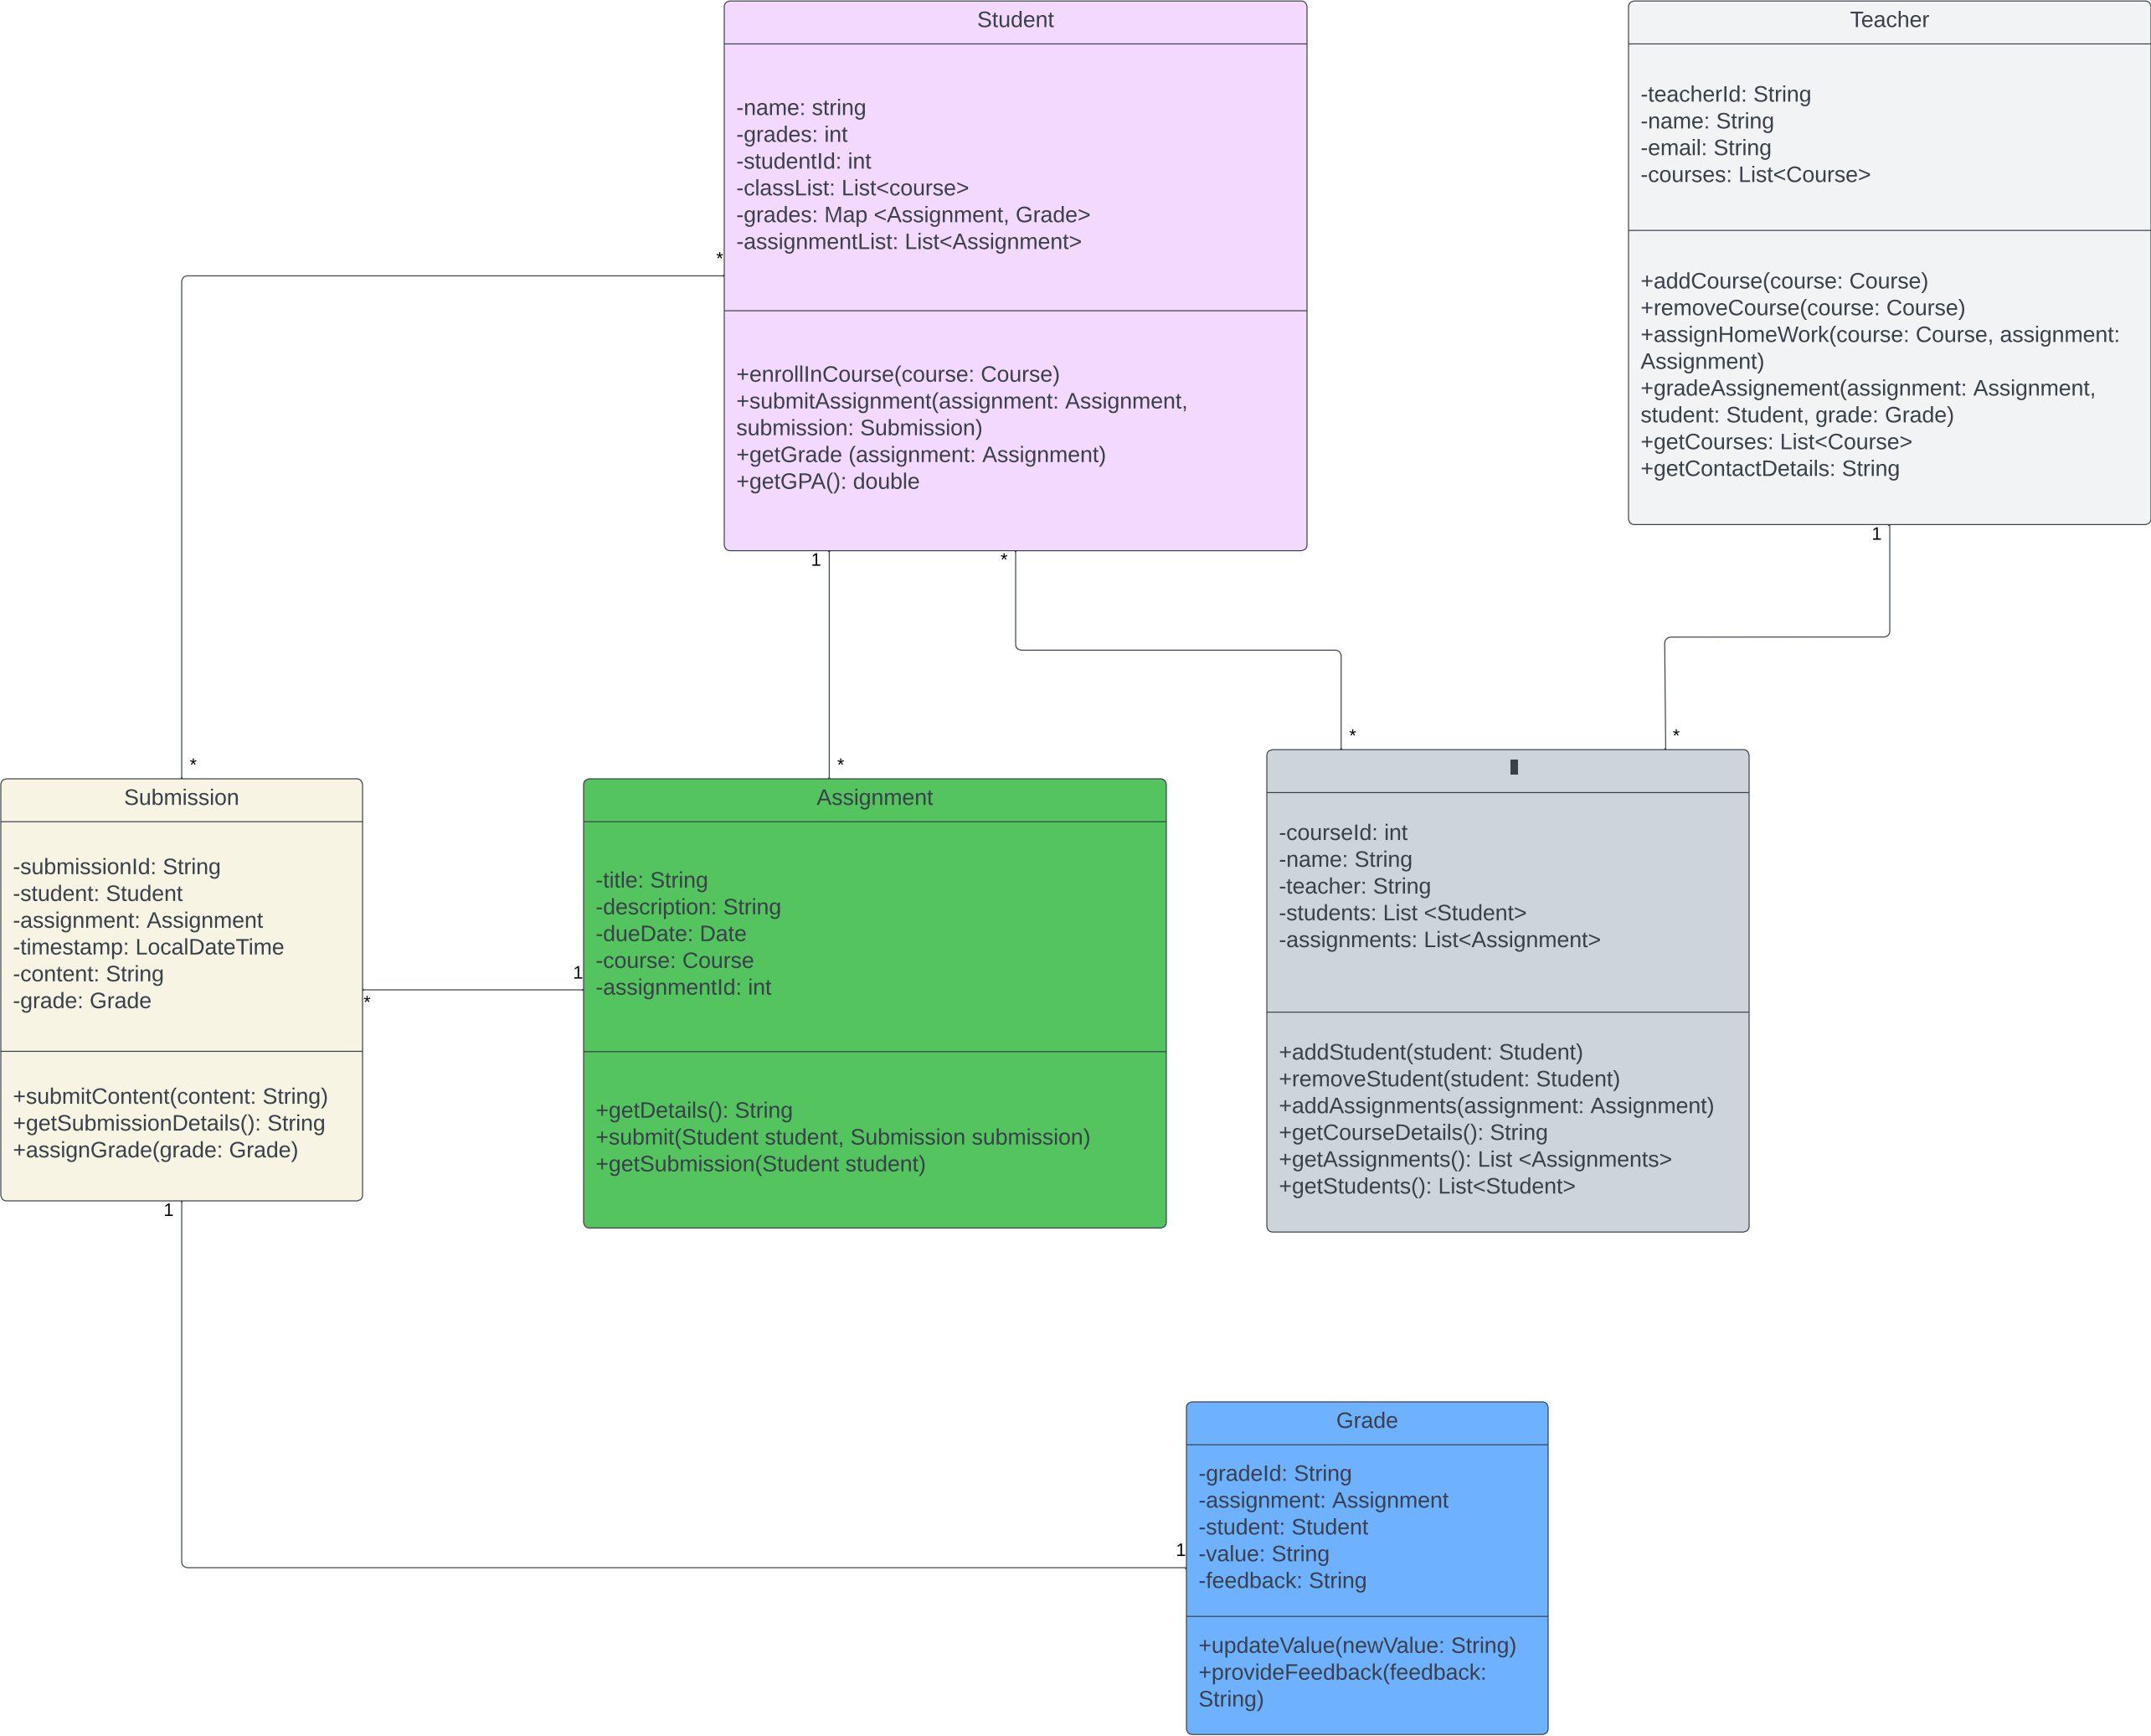 Student
-name: string
-grades: int
-studentId: int
-classList: List<course>
-grades: Map <Assignment, Grade>
-assignmentList: List<Assignment>
+enrollInCourse(course: Course)
+submitAssignment(assignment: Assignment,
submission: Submission)
+getGrade (assignment: Assignment)
+getGPA(): double
Teacher
-teacherId: String
-name: String
-email: String
-courses: List<Course>
+addCourse(course: Course)
+removeCourse(course: Course)
+assignHomeWork(course: Course, assignment:
Assignment)
+gradeAssignement(assignment: Assignment,
student: Student, grade: Grade)
+getCourses: List<Course>
+getContactDetails: String
*
1
*
1
*
*
*
*
Submission
-submissionId: String
-student: Student
-assignment: Assignment
-timestamp: LocalDateTime
-content: String
-grade: Grade
+submitContent(content: String)
+getSubmissionDetails(): String
+assignGrade(grade: Grade)
1
*
Assignment
-title: String
-description: String
-dueDate: Date
-course: Course
-assignmentId: int
+getDetails(): String
+submit(Student student, Submission submission)
+getSubmission(Student student)
-courseId: int
-name: String
-teacher: String
-students: List <Student>
-assignments: List<Assignment>
+addStudent(student: Student)
+removeStudent(student: Student)
+addAssignments(assignment: Assignment)
+getCourseDetails(): String
+getAssignments(): List <Assignments>
+getStudents(): List<Student>
1
1
Grade
-gradeId: String
-assignment: Assignment
-student: Student
-value: String
-feedback: String
+updateValue(newValue: String)
+provideFeedback(feedback:
String)